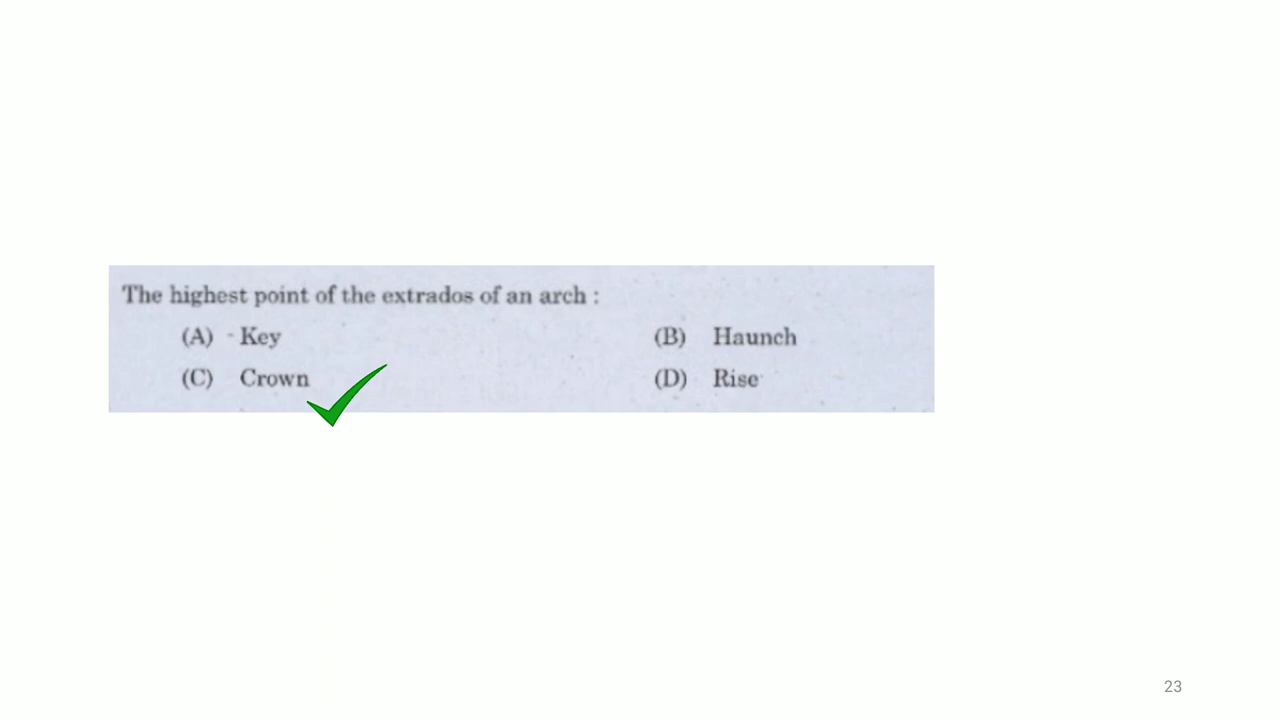 The highest point of the extrados of an arch :
(A) - Key (B) Haunch
(C) Crown (D) Rise
23